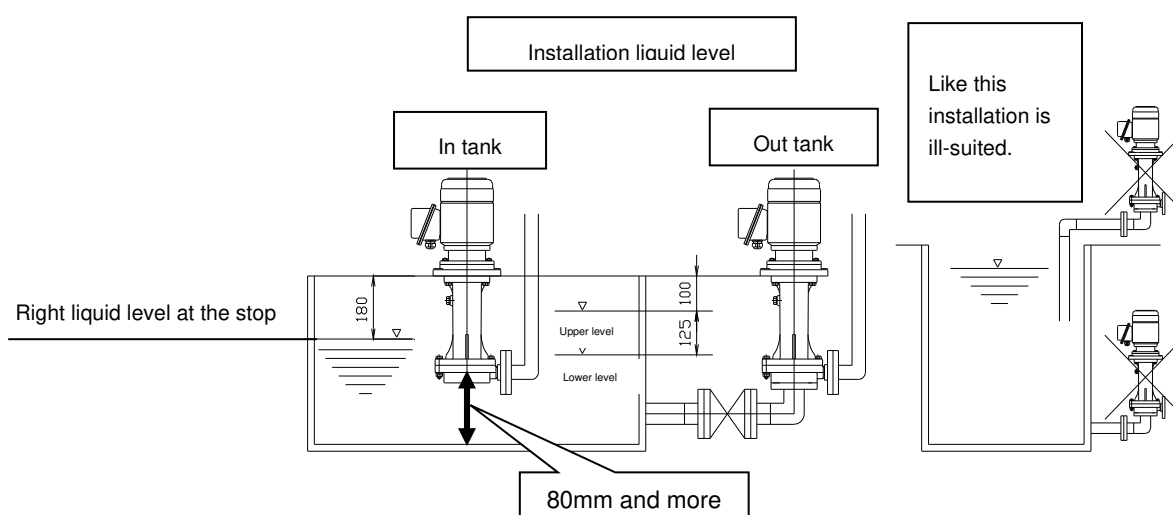 Installation liquid level
Like this
installation is
ill-suited.
In tank
Out tank
180
100
Right liquid level at the stop
Upper level
125
Lower level
80mm and more